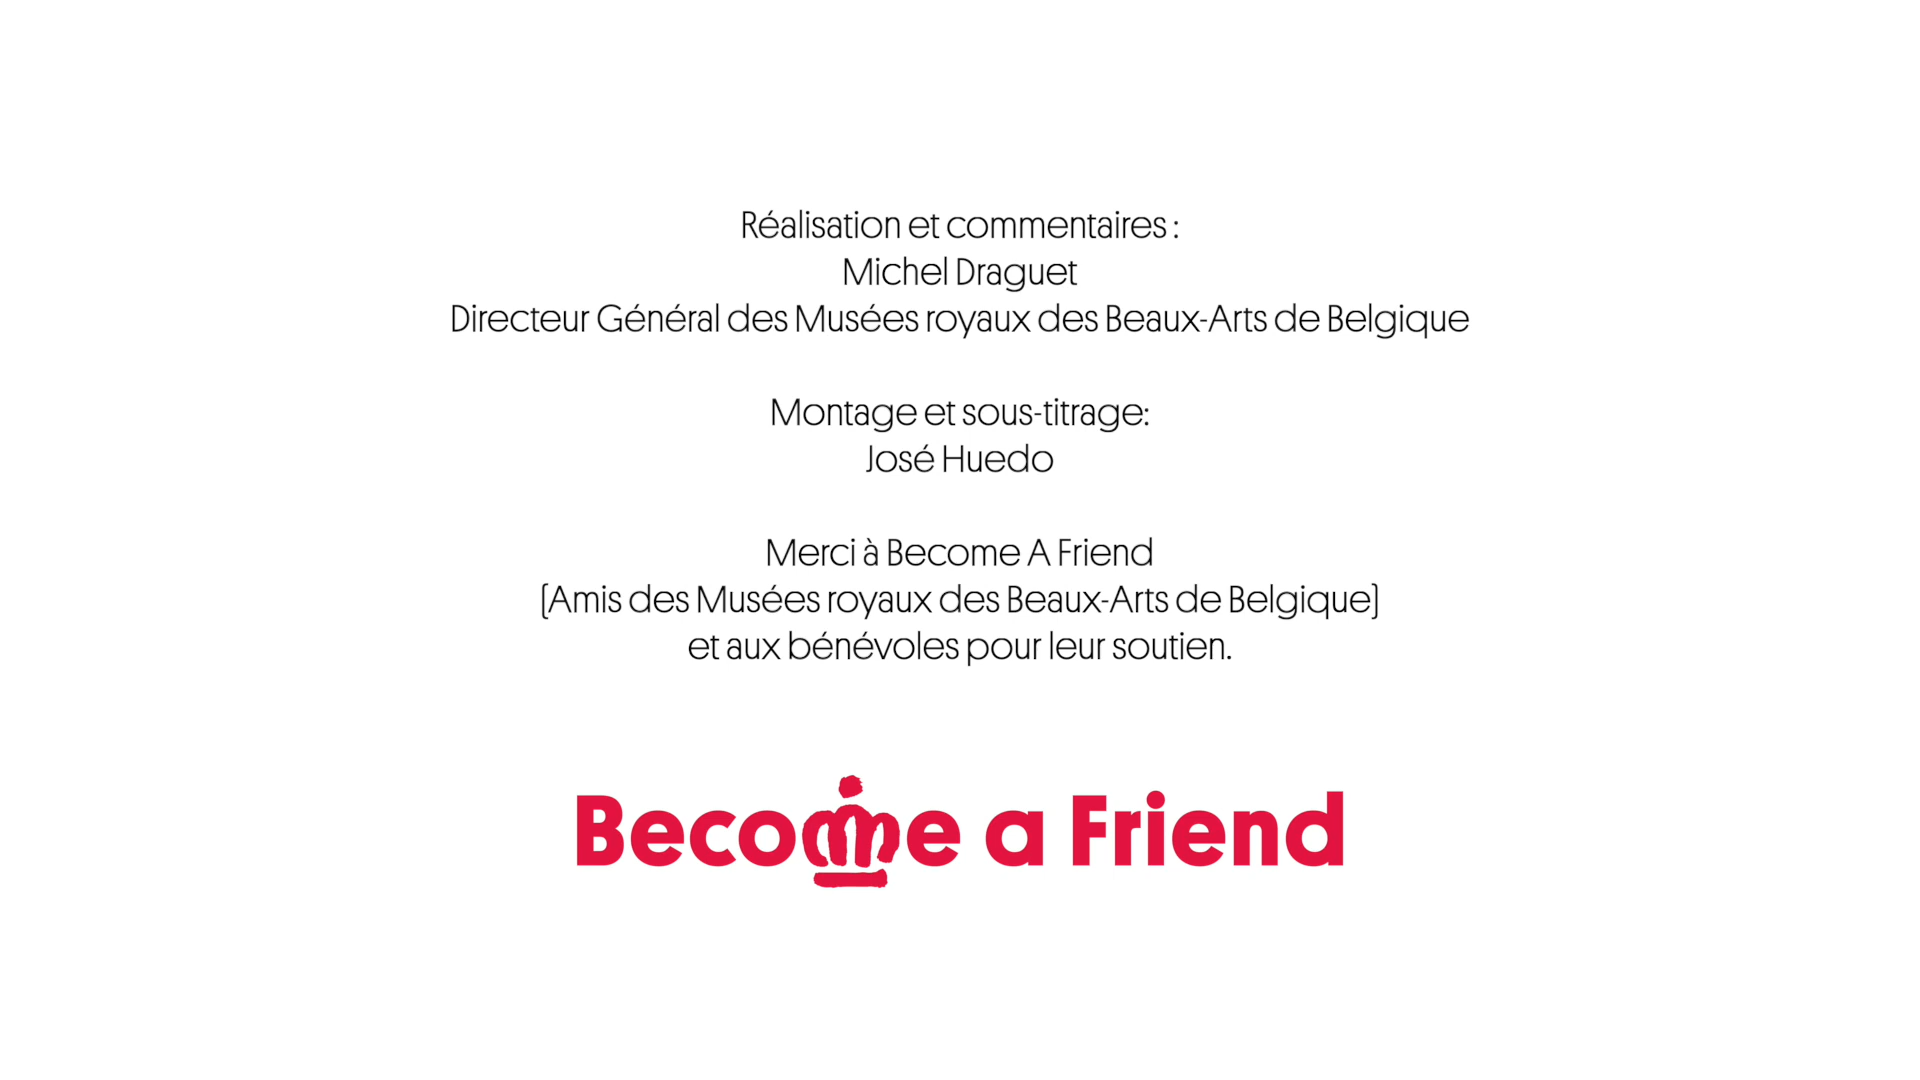 Réalisation et commentaires :
Michel Draguet
Directeur Général des Musées royaux des Beaux-Arts de Belgique
Montage et sous-titrage:
José Huedo
Merci à Become A Friend
(Amis des Musées royaux des Beaux-Arts de Belgique)
et aux bénévoles pour leur soutien.
Become a Friend